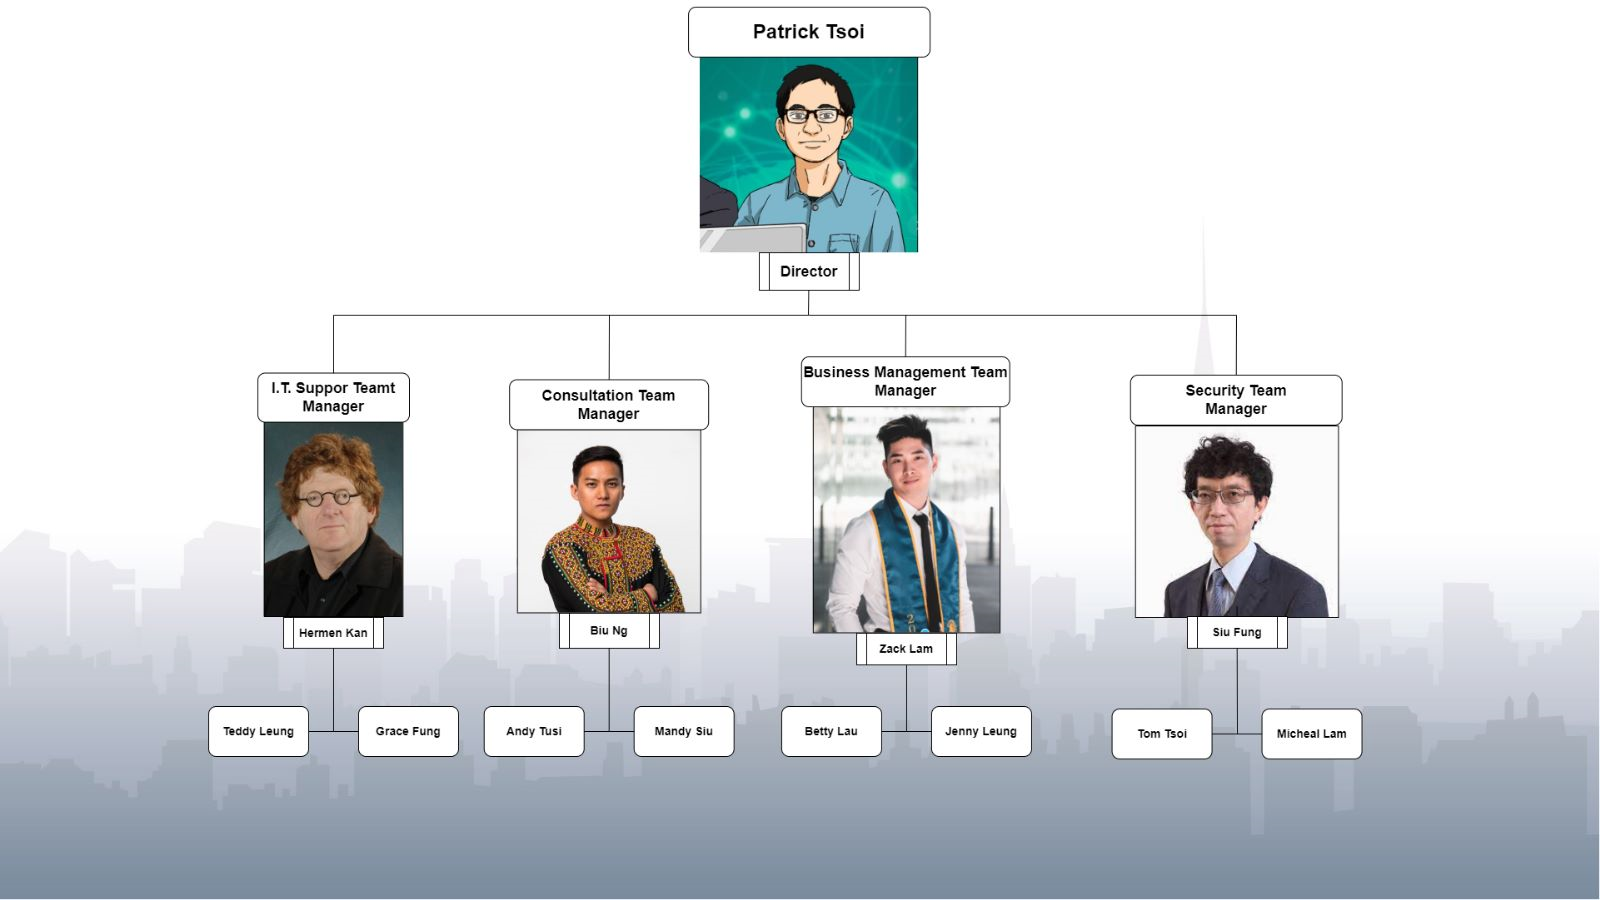 Patrick Tsoi
Director
I.T. Suppor Teamt
Manager
Consultation Team
Manager
Business Management Team
Manager
Security Team
Manager
Hermen Kan
Biu Ng
Zack Lam
Siu Fung
Teddy Leung
Grace Fung
Andy Tusi
Mandy Siu
Betty Lau
Jenny Leung
Tom Tsoi
Micheal Lam